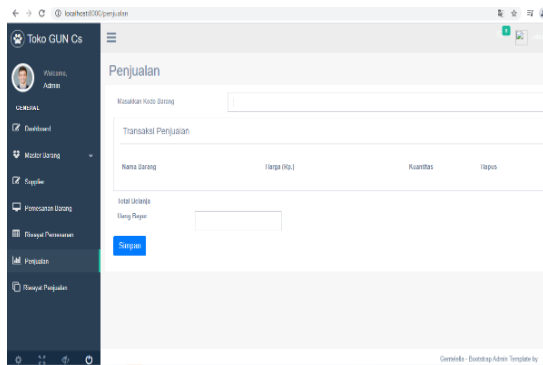 localhost:8000/penjualan
Toko GUN Cs
Welcome,
Admin
GENERAL
Dashboard
Master Barang
Supplier
Pemesanan Barang
Riwayat Pemesanan
Penjualan
Riwayat Penjualan
Penjualan
Masukkan Kode Barang
Transaksi Penjualan
Nama Barang Harga (Rp.) Kuantitas Hapus
Total Belanja
Uang Bayar
Simpan
Gentelella - Bootstrap Admin Template by